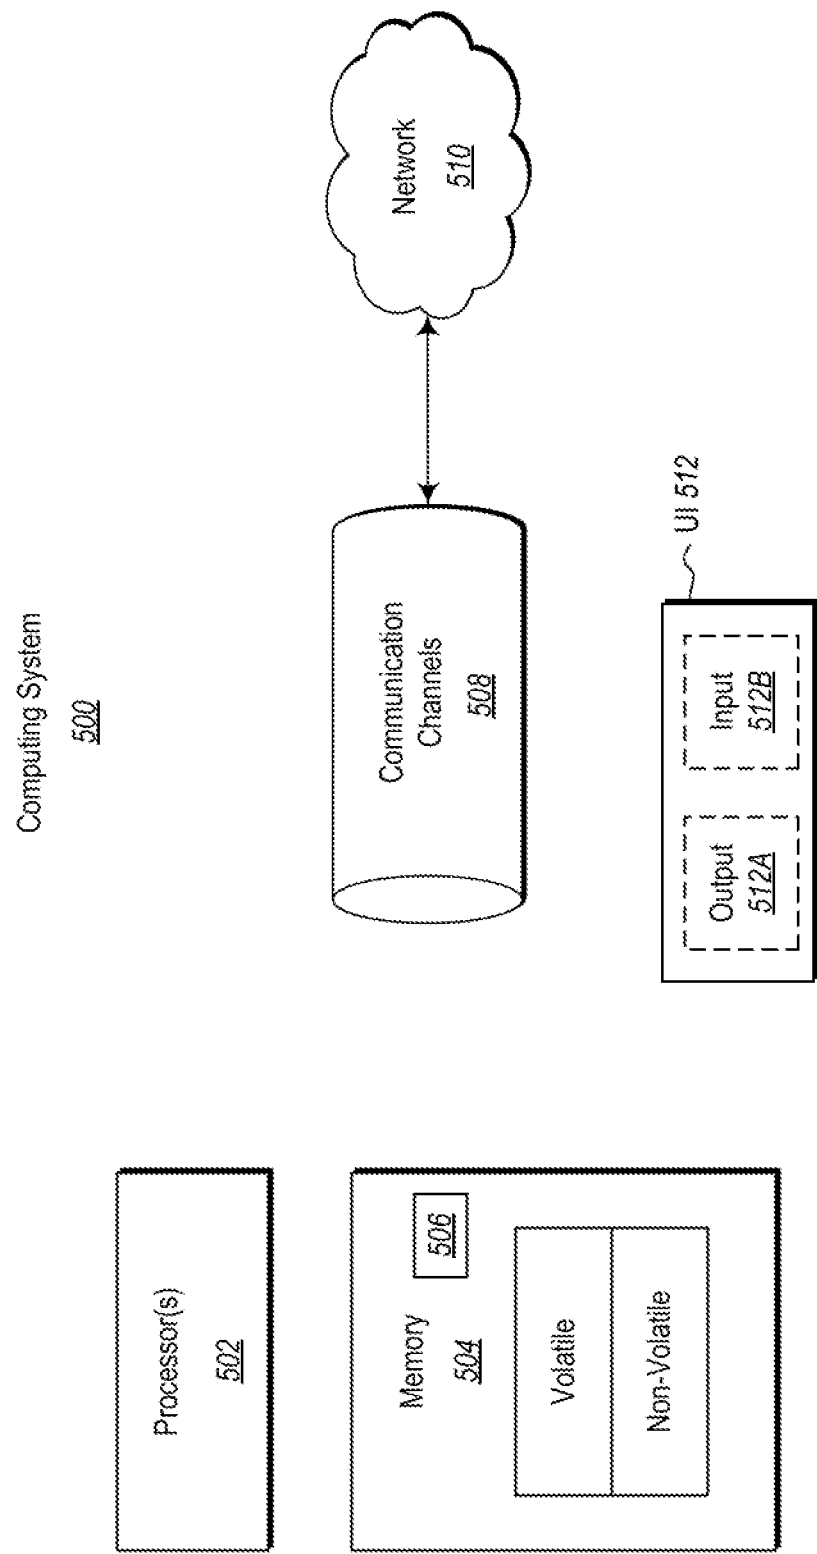 Computing System
500
Processor(s)
502
Memory
504
506
Volatile
Non-Volatile
Communication
Channels
508
Network
510
UI 512
Output
512A
Input
512B